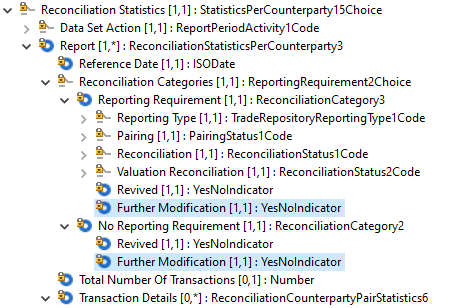 Reconciliation Statistics [1,1] : StatisticsPerCounterparty15Choice
Data Set Action [1,1] : ReportPeriodActivity1Code
Report [1,*] : ReconciliationStatisticsPerCounterparty3
Reference Date [1,1] : ISODate
Reconciliation Categories [1,1] : ReportingRequirement2Choice
Reporting Requirement [1,1] : ReconciliationCategory3
Reporting Type [1,1] : TradeRepositoryReportingType1Code
Pairing [1,1] : PairingStatus1Code
Reconciliation [1,1] : ReconciliationStatus1Code
Valuation Reconciliation [1,1] : ReconciliationStatus2Code
Revived [1,1] : YesNoIndicator
Further Modification [1,1] : YesNoIndicator
No Reporting Requirement [1,1] : ReconciliationCategory2
Revived [1,1] : YesNoIndicator
Further Modification [1,1] : YesNoIndicator
Total Number Of Transactions [0,1] : Number
Transaction Details [0,*] : ReconciliationCounterpartyPairStatistics6